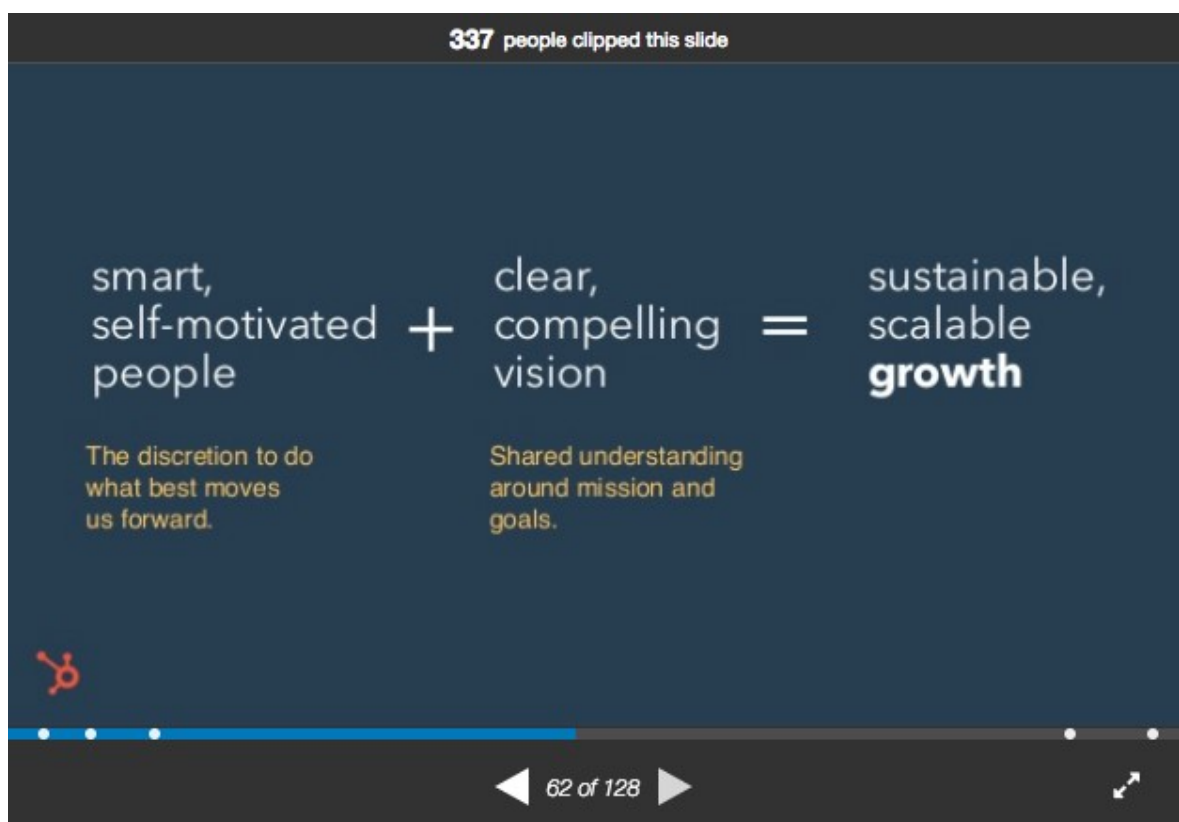 337 people clipped this slide
smart,
self-motivated
people
+
clear,
compelling
vision
=
sustainable,
scalable
growth
The discretion to do
what best moves
us forward.
Shared understanding
around mission and
goals.
62 of 128